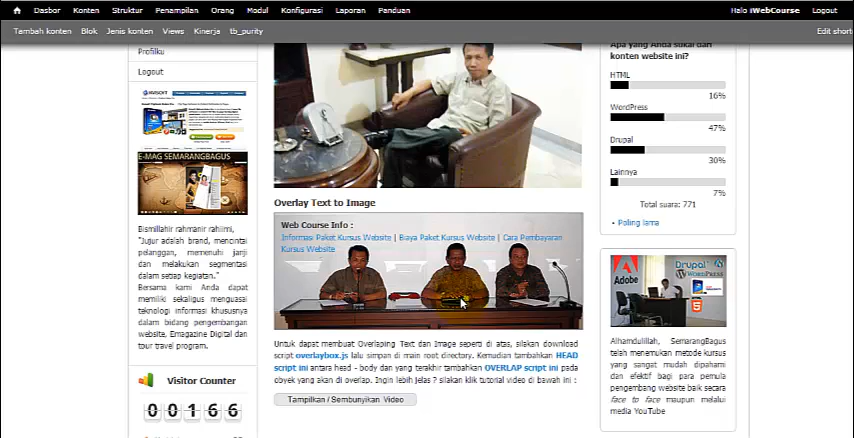 Dasbor Konten Struktur Penampilan Orang Modul Konfigurasi Laporan Panduan Halo iWebCourse Logout
Tambah konten Blok Jenis konten Views Kinerja tb_purity Edit short
Profilku
Logout
E-MAG SEMARANGBAGUS
Bismillahir rahmanir rahiimi,
"Jujur adalah brand, mencintai
pelanggan, memenuhi janji
dan melakukan segmentasi
dalam setiap kegiatan."
Bersama kami Anda dapat
memiliki sekaligus menguasai
teknologi informasi khususnya
dalam bidang pengembangan
website, Emagazine Digital dan
tour travel program.
Visitor Counter
0 0 1 6 6
Overlay Text to Image
Web Course Info :
Informasi Paket Kursus Website | Biaya Paket Kursus Website | Cara Pembayaran
Kursus Website
Untuk dapat membuat Overlaping Text dan Image seperti di atas, silakan download
script overlaybox.js lalu simpan di main root directory. Kemudian tambahkan HEAD
script ini antara head - body dan yang terakhir tambahkan OVERLAP script ini pada
obyek yang akan di overlap. Ingin lebih jelas ? silakan klik tutorial video di bawah ini :
Tampilkan / Sembunyikan Video
Apa yang Anda sukai dari
konten website ini?
HTML
16%
WordPress
47%
Drupal
30%
Lainnya
7%
Total suara: 771
Poling lama
Adobe
Drupal
WORDPRESS
Alhamdulillah, SemarangBagus
telah menemukan metode kursus
yang sangat mudah dipahami
dan efektif bagi para pemula
pengembang website baik secara
face to face maupun melalui
media YouTube